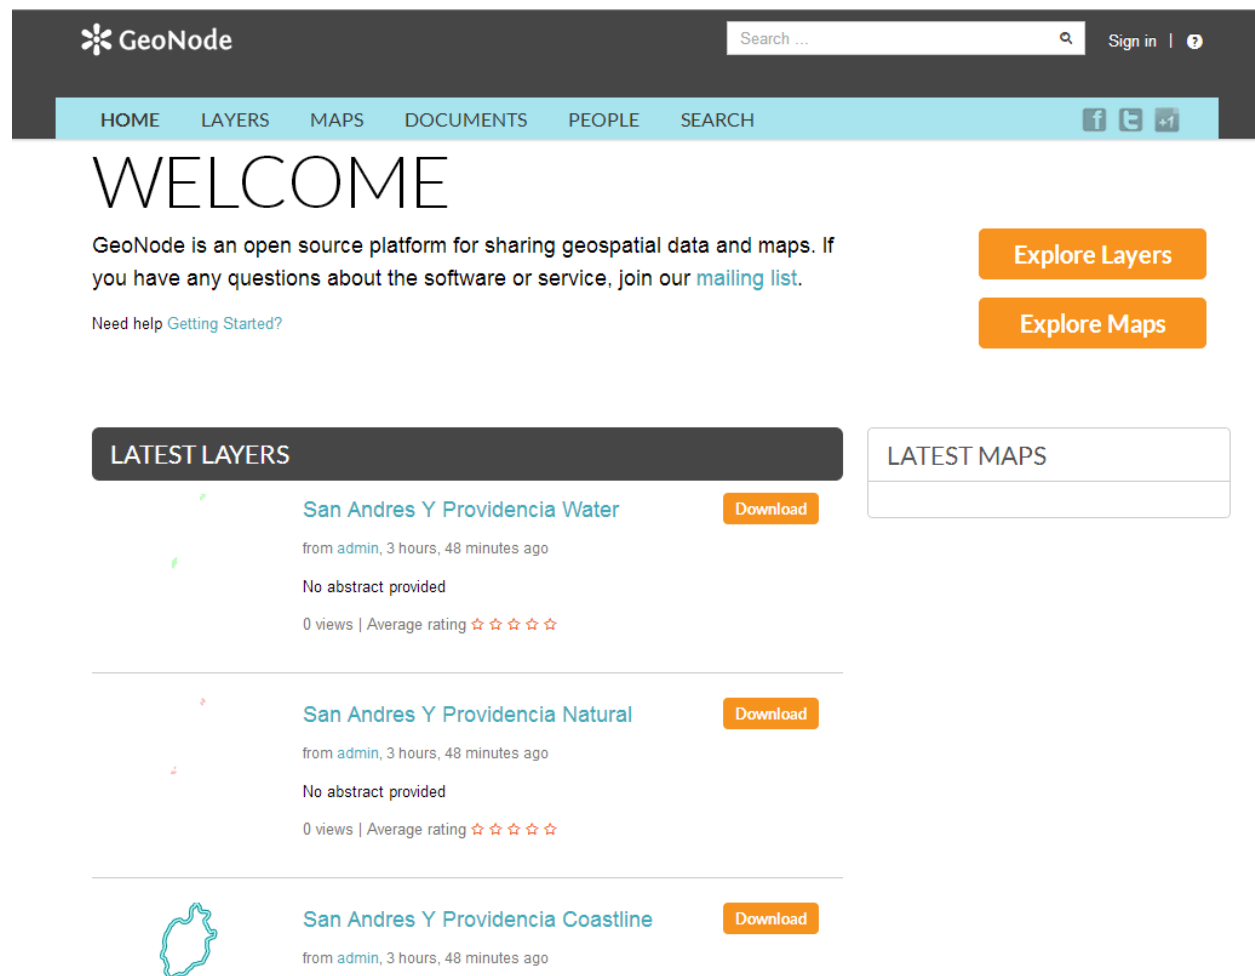 GeoNode
Search ...
Sign in | ?
HOME LAYERS MAPS DOCUMENTS PEOPLE SEARCH
f t +1
WELCOME
GeoNode is an open source platform for sharing geospatial data and maps. If
you have any questions about the software or service, join our mailing list.
Need help Getting Started?
Explore Layers
Explore Maps
LATEST LAYERS
San Andres Y Providencia Water
Download
from admin, 3 hours, 48 minutes ago
No abstract provided
0 views | Average rating
San Andres Y Providencia Natural
Download
from admin, 3 hours, 48 minutes ago
No abstract provided
0 views | Average rating
San Andres Y Providencia Coastline
Download
from admin, 3 hours, 48 minutes ago
LATEST MAPS